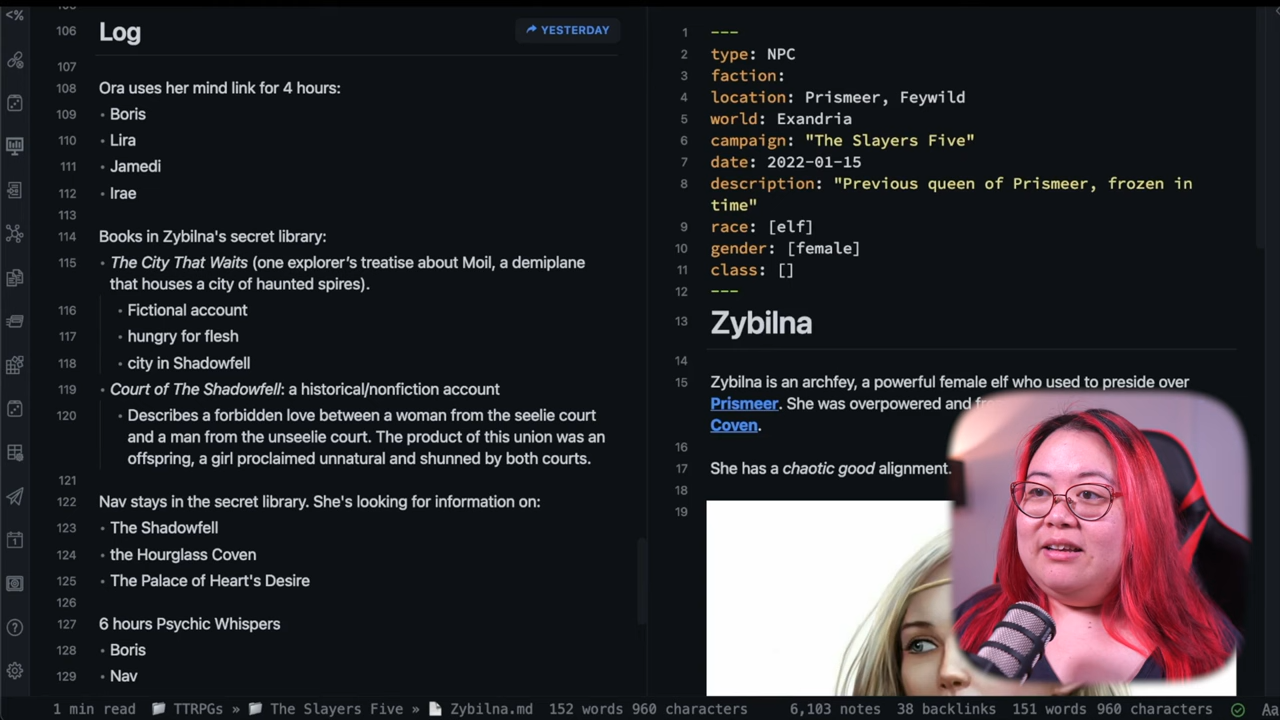 106 Log YESTERDAY
107
108 Ora uses her mind link for 4 hours:
109 • Boris
110 • Lira
111 • Jamedi
112 • Irae
113
114 Books in Zybilna's secret library:
115 • The City That Waits (one explorer’s treatise about Moil, a demiplane
that houses a city of haunted spires).
116 • Fictional account
117 • hungry for flesh
118 • city in Shadowfell
119 • Court of The Shadowfell: a historical/nonfiction account
120 • Describes a forbidden love between a woman from the seelie court
and a man from the unseelie court. The product of this union was an
offspring, a girl proclaimed unnatural and shunned by both courts.
121
122 Nav stays in the secret library. She's looking for information on:
123 • The Shadowfell
124 • the Hourglass Coven
125 • The Palace of Heart's Desire
126
127 6 hours Psychic Whispers
128 • Boris
129 • Nav
1 ---
2 type: NPC
3 faction:
4 location: Prismeer, Feywild
5 world: Exandria
6 campaign: "The Slayers Five"
7 date: 2022-01-15
8 description: "Previous queen of Prismeer, frozen in
time"
9 race: [elf]
10 gender: [female]
11 class: []
12 ---
13 Zybilna
14
15 Zybilna is an archfey, a powerful female elf who used to preside over
Prismeer. She was overpowered and
Coven.
16
17 She has a chaotic good alignment.
18
19
1 min read TTRPGs » The Slayers Five » Zybilna.md 152 words 960 characters 6,103 notes 38 backlinks 151 words 960 characters Aa